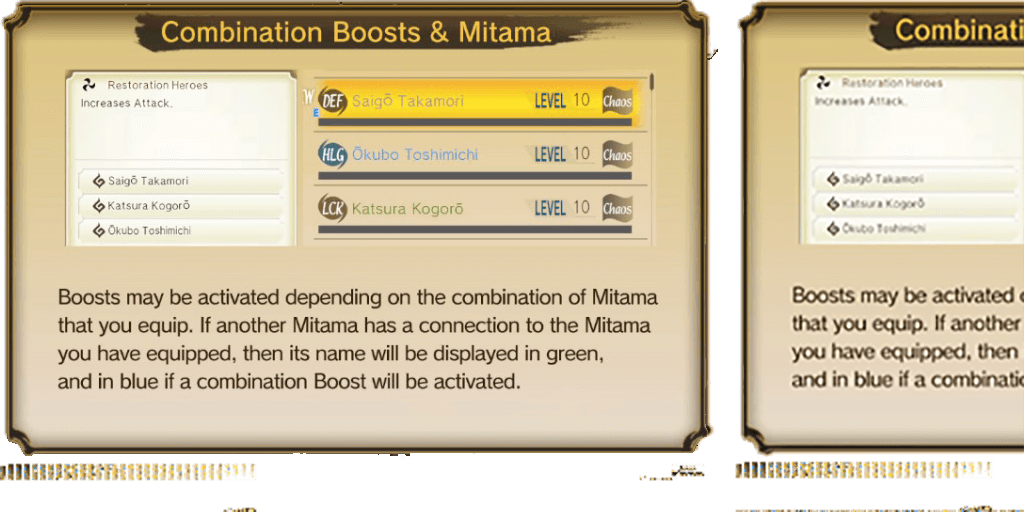 Combination Boosts & Mitama
Restoration Heroes
Increases Attack.
Saigō Takamori
Katsura Kogorō
Ōkubo Toshimichi
W
E
DEF Saigō Takamori LEVEL 10 Chaos
HLG Ōkubo Toshimichi LEVEL 10 Chaos
LCK Katsura Kogorō LEVEL 10 Chaos
Boosts may be activated depending on the combination of Mitama
that you equip. If another Mitama has a connection to the Mitama
you have equipped, then its name will be displayed in green,
and in blue if a combination Boost will be activated.
Combinati
Restoration Heroes
Increases Attack.
Saigō Takamori
Katsura Kogorō
Ōkubo Toshimichi
Boosts may be activated
that you equip. If another
you have equipped, then
and in blue if a combinatio